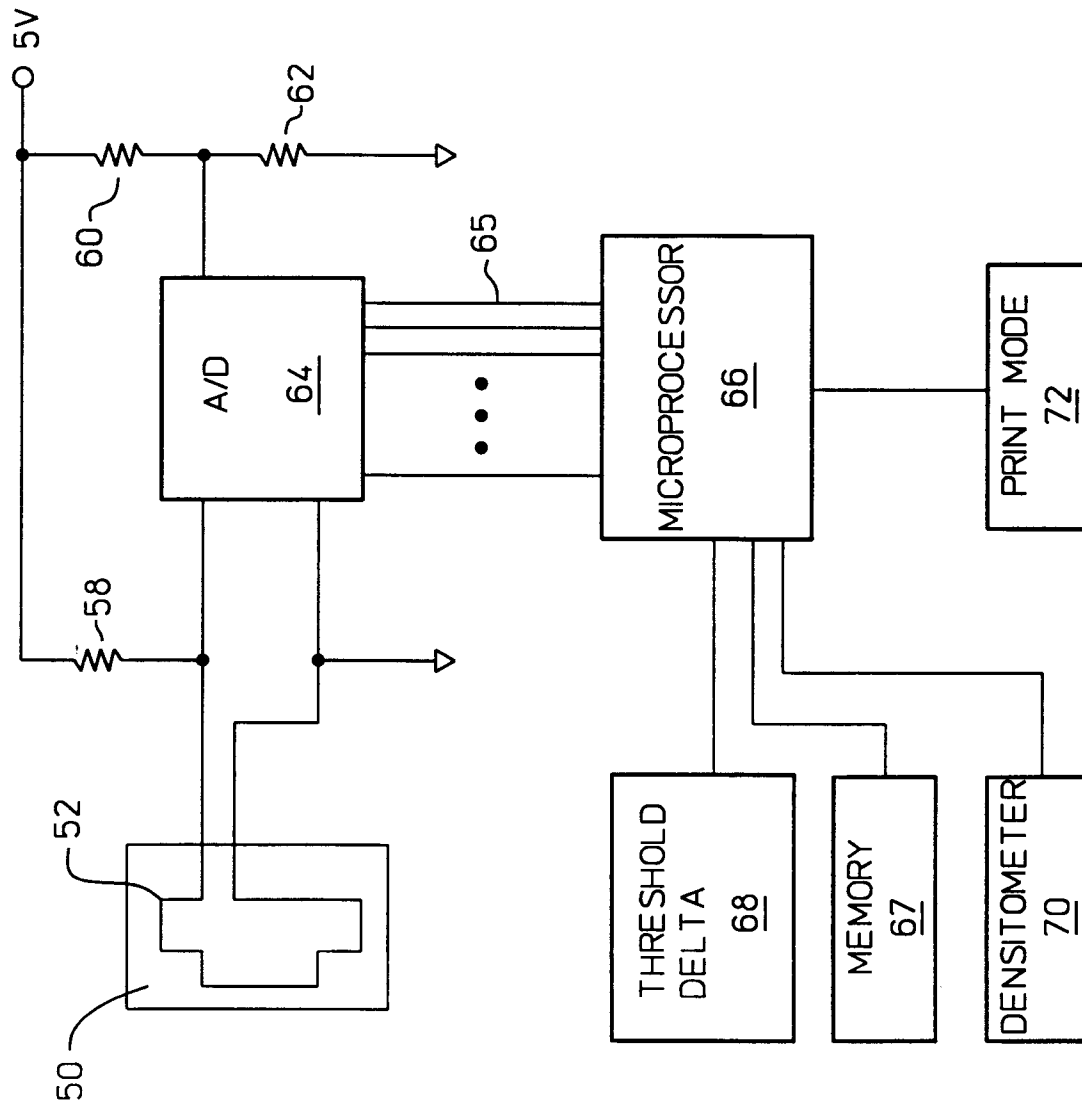 5V
60
62
58
65
52
50
A/D
64
MICROPROCESSOR
66
THRESHOLD
DELTA
68
MEMORY
67
DENSITOMETER
70
PRINT MODE
72